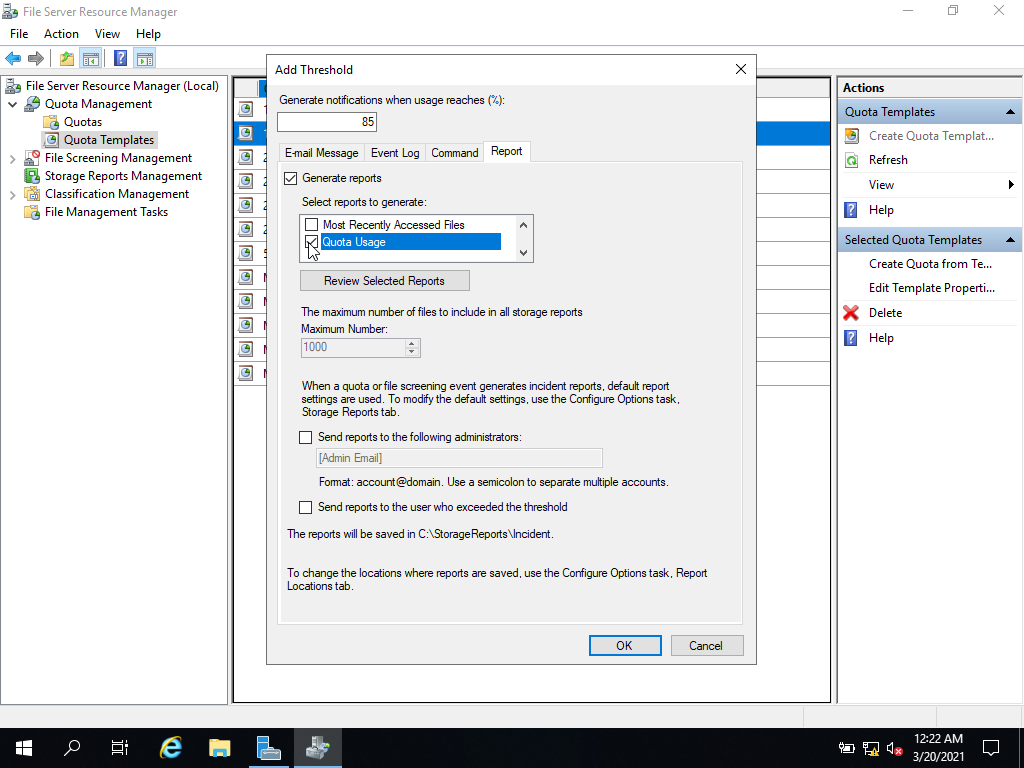 File Server Resource Manager
File Action View Help
File Server Resource Manager (Local)
Quota Management
Quotas
Quota Templates
File Screening Management
Storage Reports Management
Classification Management
File Management Tasks
Add Threshold
Generate notifications when usage reaches (%):
85
E-mail Message Event Log Command Report
Generate reports
Select reports to generate:
Most Recently Accessed Files
Quota Usage
Review Selected Reports
The maximum number of files to include in all storage reports
Maximum Number:
1000
When a quota or file screening event generates incident reports, default report
settings are used. To modify the default settings, use the Configure Options task,
Storage Reports tab.
Send reports to the following administrators:
[Admin Email]
Format: account@domain. Use a semicolon to separate multiple accounts.
Send reports to the user who exceeded the threshold
The reports will be saved in C:\StorageReports\Incident.
To change the locations where reports are saved, use the Configure Options task, Report
Locations tab.
OK Cancel
Actions
Quota Templates
Create Quota Templat...
Refresh
View
Help
Selected Quota Templates
Create Quota from Te...
Edit Template Properti...
Delete
Help
12:22 AM
3/20/2021